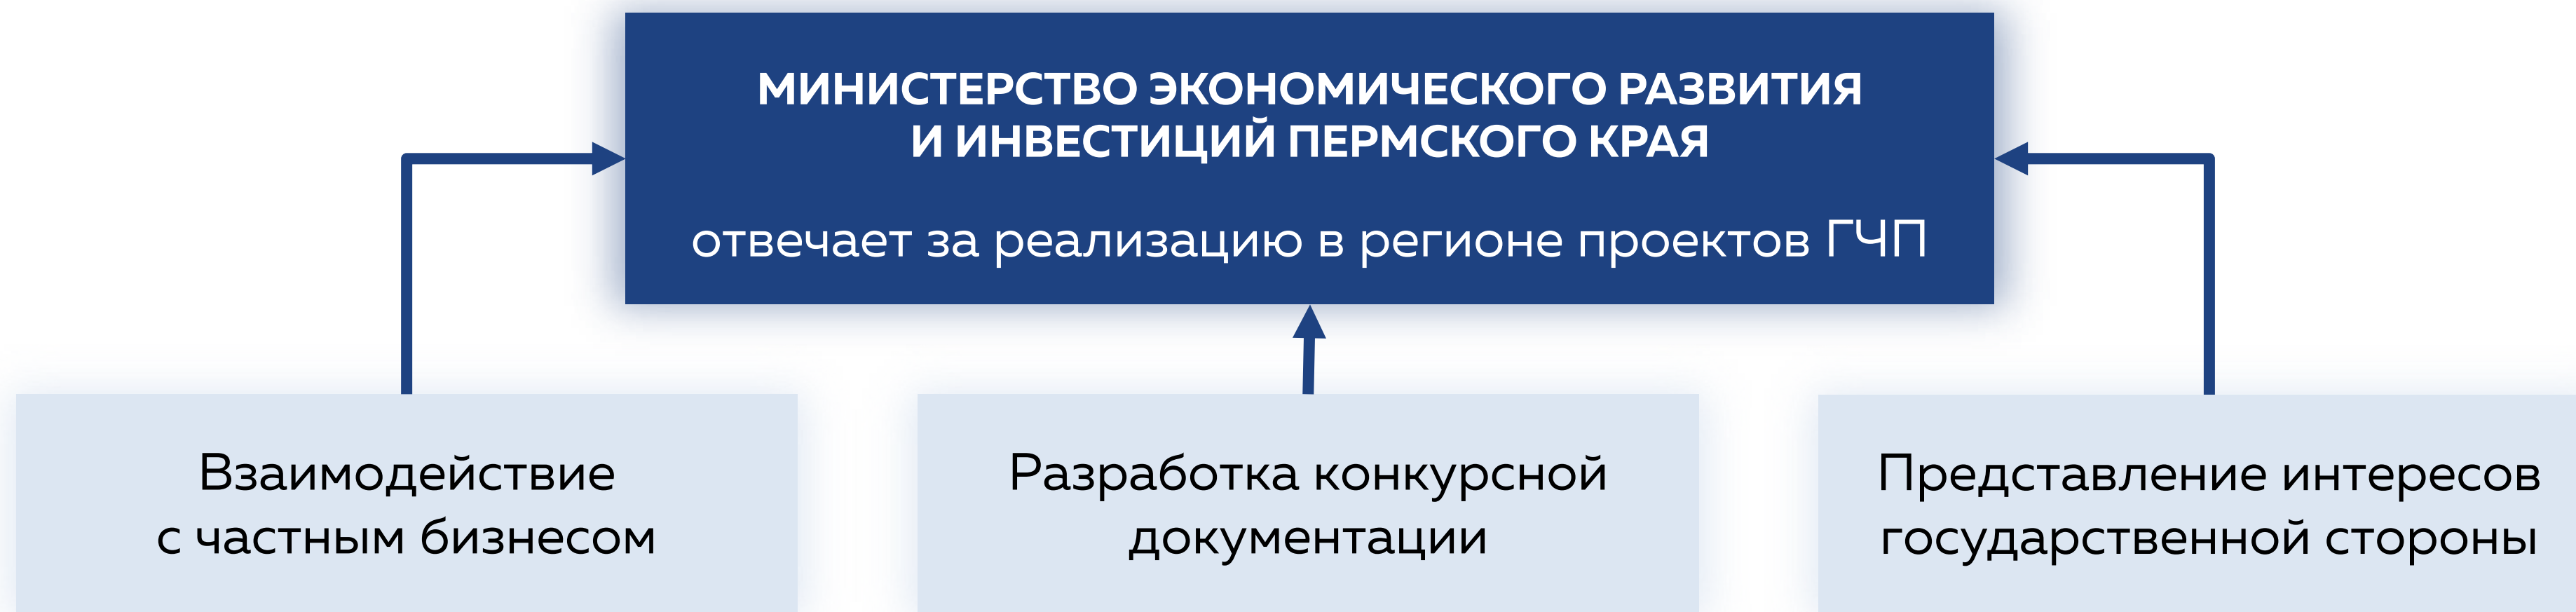 МИНИСТЕРСТВО ЭКОНОМИЧЕСКОГО РАЗВИТИЯ
И ИНВЕСТИЦИЙ ПЕРМСКОГО КРАЯ
отвечает за реализацию в регионе проектов ГЧП
Взаимодействие
с частным бизнесом
Разработка конкурсной
документации
Представление интересов
государственной стороны